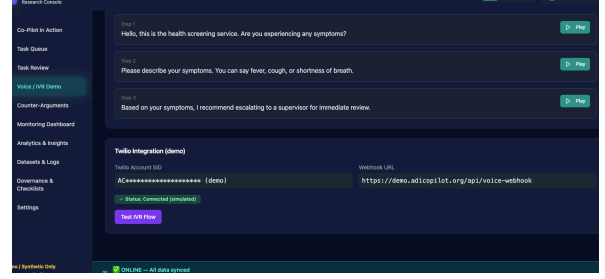 Research Console
Co-Pilot in Action
Task Queue
Task Review
Voice / IVR Demo
Counter-Arguments
Monitoring Dashboard
Analytics & Insights
Datasets & Logs
Governance &
Checklists
Settings
Step 1
Hello, this is the health screening service. Are you experiencing any symptoms?
▷ Play
Step 2
Please describe your symptoms. You can say fever, cough, or shortness of breath.
▷ Play
Step 3
Based on your symptoms, I recommend escalating to a supervisor for immediate review.
▷ Play
Twilio Integration (demo)
Twilio Account SID
AC******************** (demo)
Webhook URL
https://demo.adicopilot.org/api/voice-webhook
✓ Status: Connected (simulated)
Test IVR Flow
/ Synthetic Only
✅ ONLINE — All data synced